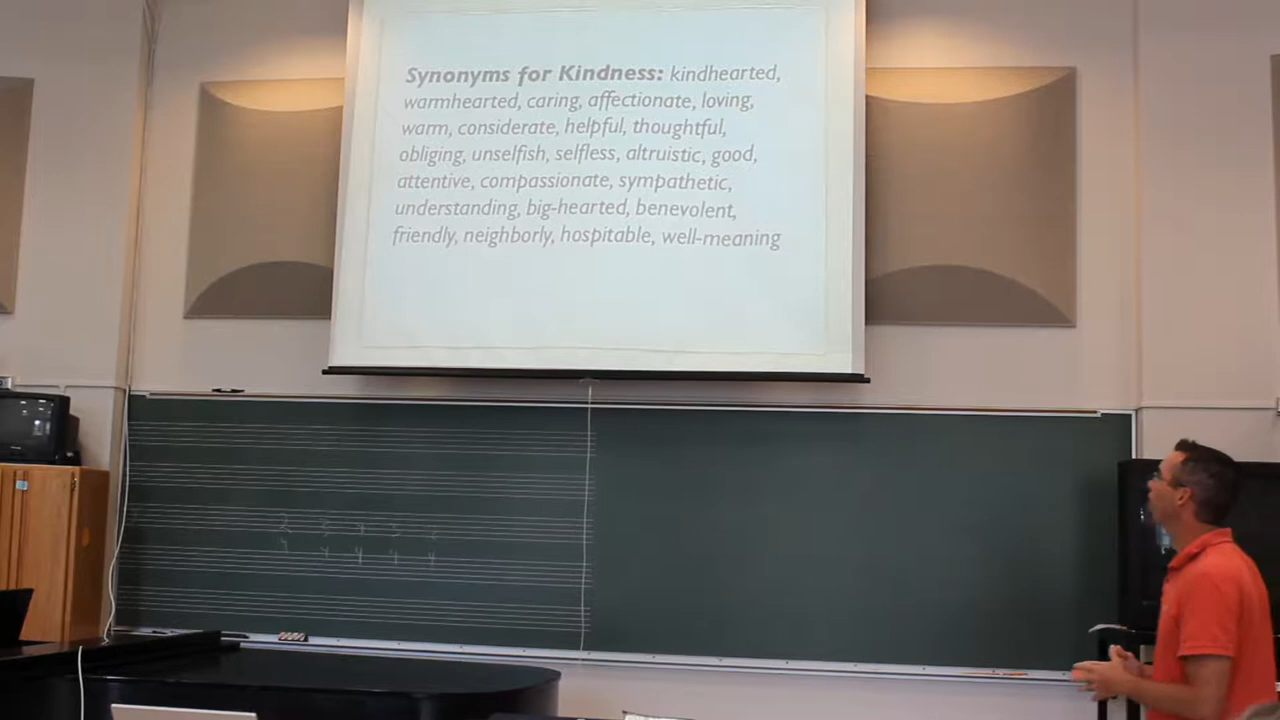 Synonyms for Kindness: kindhearted,
warmhearted, caring, affectionate, loving,
warm, considerate, helpful, thoughtful,
obliging, unselfish, selfless, altruistic, good,
attentive, compassionate, sympathetic,
understanding, big-hearted, benevolent,
friendly, neighborly, hospitable, well-meaning